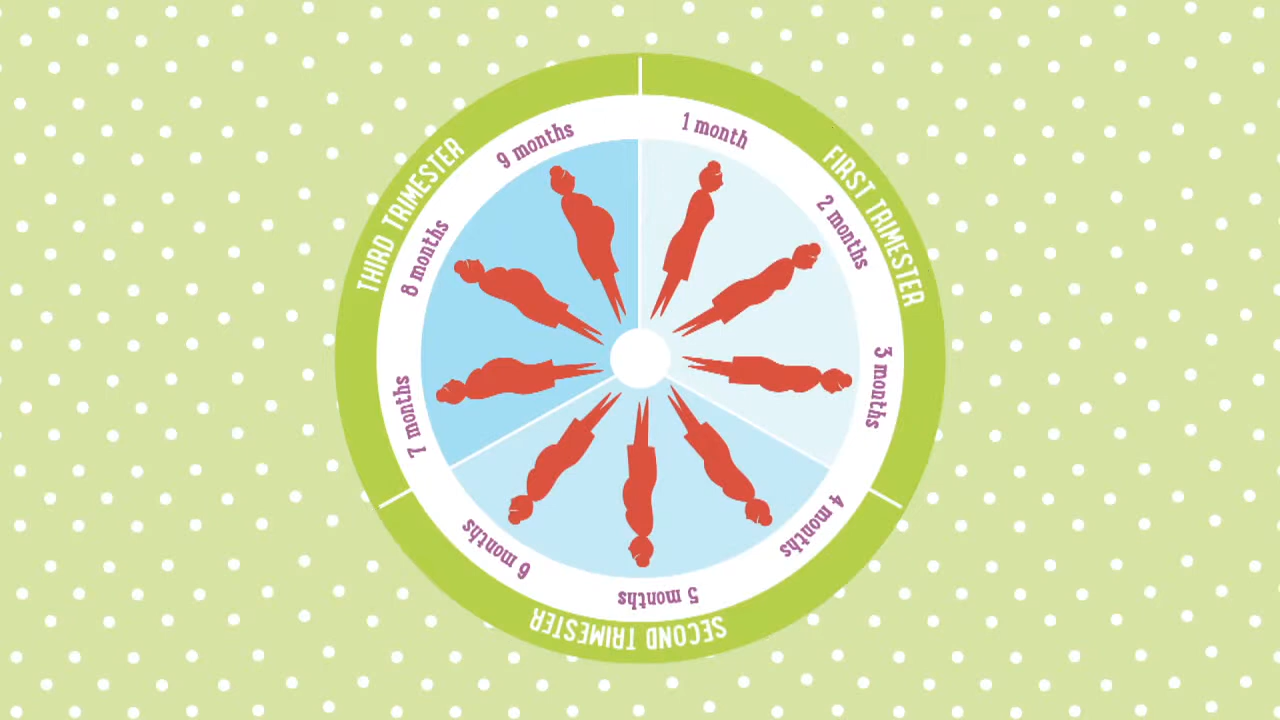 FIRST TRIMESTER
1 month
2 months
3 months
SECOND TRIMESTER
4 months
5 months
6 months
THIRD TRIMESTER
7 months
8 months
9 months